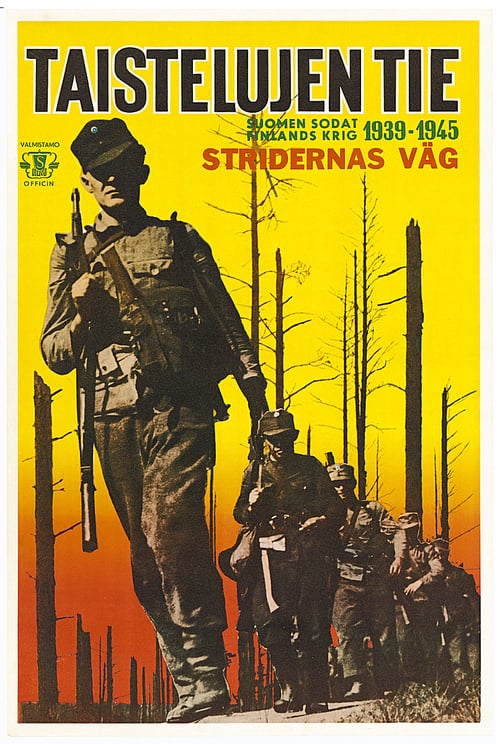 TAISTELUJEN TIE
SUOMEN SODAT
FINLANDS KRIG 1939-1945
STRIDERNAS VÄG
VALMISTAMO
S
OFFICIN